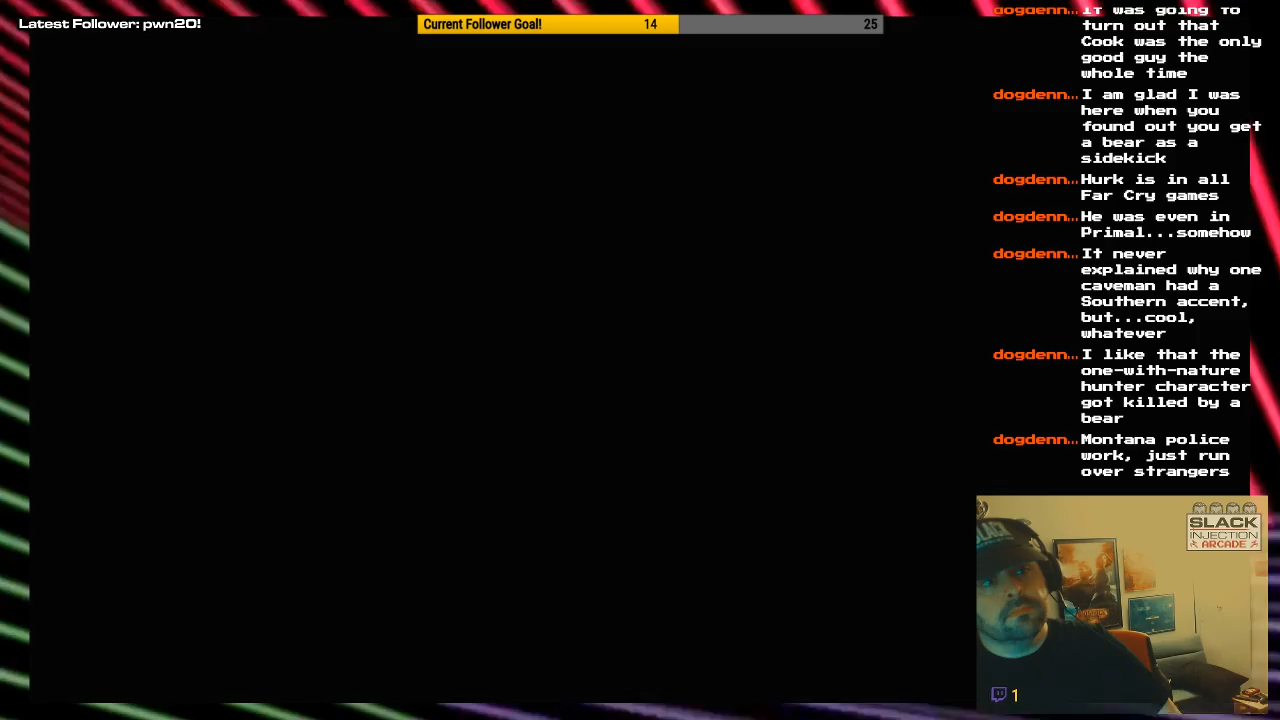 Latest Follower: pwn20!
Current Follower Goal! 14 25
dogdenn... It was going to
turn out that
Cook was the only
good guy the
whole time
dogdenn... I am glad I was
here when you
found out you get
a bear as a
sidekick
dogdenn... Hurk is in all
Far Cry games
dogdenn... He was even in
Primal...somehow
dogdenn... It never
explained why one
caveman had a
Southern accent,
but...cool,
whatever
dogdenn... I like that the
one-with-nature
hunter character
got killed by a
bear
dogdenn... Montana police
work, just run
over strangers
SLACK
INJECTION
ARCADE
1